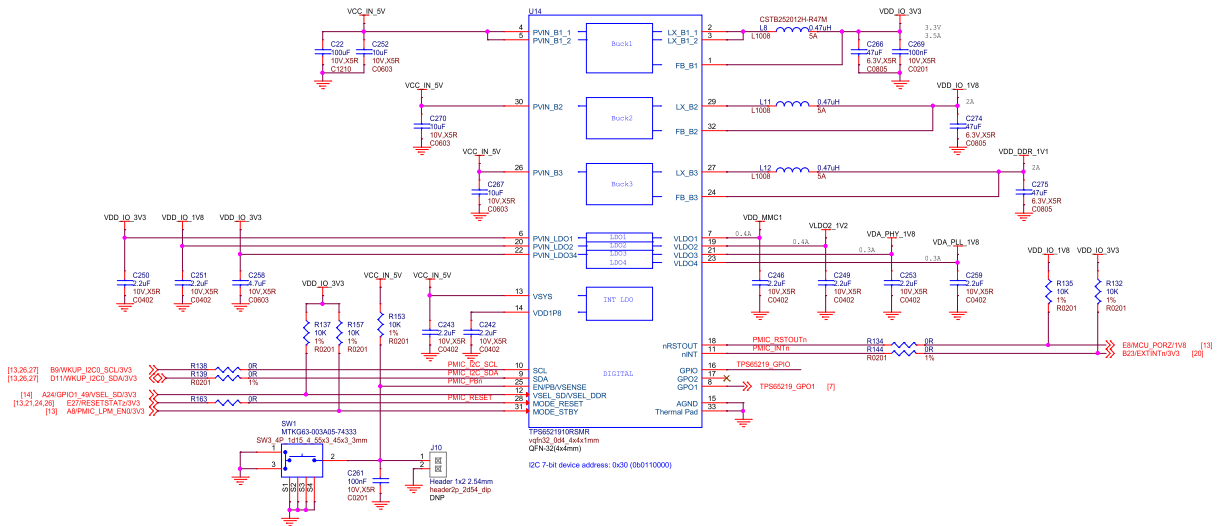 U14
VCC_IN_5V
C22
100uF
10V,X5R
C1210
C252
10uF
10V,X5R
C0603
4
5
PVIN_B1_1
PVIN_B1_2
Buck1
LX_B1_1
LX_B1_2
2
3
CSTB252012H-R47M
L8
0.47uH
L1008
5A
VDD_IO_3V3
3.3V
3.5A
FB_B1
1
C266
47uF
6.3V,X5R
C0805
C269
100nF
10V,X5R
C0201
VCC_IN_5V
C270
10uF
10V,X5R
C0603
30
PVIN_B2
Buck2
LX_B2
29
FB_B2
32
L11
0.47uH
L1008
5A
VDD_IO_1V8
2A
C274
47uF
6.3V,X5R
C0805
VCC_IN_5V
C267
10uF
10V,X5R
C0603
26
PVIN_B3
Buck3
LX_B3
27
FB_B3
24
L12
0.47uH
L1008
5A
VDD_DDR_1V1
2A
C275
47uF
6.3V,X5R
C0805
VDD_IO_3V3
VDD_IO_1V8
VDD_IO_3V3
C250
2.2uF
10V,X5R
C0402
C251
2.2uF
10V,X5R
C0402
C258
4.7uF
10V,X5R
C0603
6
20
22
PVIN_LDO1
PVIN_LDO2
PVIN_LDO34
LDO1
LDO2
LDO3
LDO4
VLDO1
VLDO2
VLDO3
VLDO4
7
19
21
23
VDD_MMC1
0.4A
VLDO2_1V2
0.4A
VDA_PHY_1V8
0.3A
VDA_PLL_1V8
0.3A
C246
2.2uF
10V,X5R
C0402
C249
2.2uF
10V,X5R
C0402
C253
2.2uF
10V,X5R
C0402
C259
2.2uF
10V,X5R
C0402
VDD_IO_1V8
R135
10K
1%
R0201
VDD_IO_3V3
R132
10K
1%
R0201
VDD_IO_3V3
R137
10K
1%
R0201
R157
10K
1%
R0201
VCC_IN_5V
R153
10K
1%
R0201
VCC_IN_5V
C243
2.2uF
10V,X5R
C0402
C242
2.2uF
10V,X5R
C0402
13
VSYS
14
VDD1P8
INT LDO
DIGITAL
nRSTOUT
nINT
18
11
PMIC_RSTOUTn
PMIC_INTn
R134
0R
R144
0R
R0201
1%
E8/MCU_PORZ/1V8
[13]
B23/EXTINTn/3V3
[20]
GPIO
GPO2
GPO1
16
17
8
TPS65219_GPIO
TPS65219_GPO1
[7]
AGND
Thermal Pad
15
33
[13,26,27]
B9/WKUP_I2C0_SCL/3V3
[13,26,27]
D11/WKUP_I2C0_SDA/3V3
R138
0R
R139
0R
R0201
1%
PMIC_I2C_SCL
PMIC_I2C_SDA
PMIC_PBn
[14]
A24/GPIO1_49/VSEL_SD/3V3
[13,21,24,26]
E27/RESETSTATz/3V3
[13]
A8/PMIC_LPM_EN0/3V3
R163
0R
PMIC_RESET
10
9
25
12
28
31
SCL
SDA
EN/PB/VSENSE
VSEL_SD/VSEL_DDR
MODE_RESET
MODE_STBY
TPS6521910RSMR
vqfn32_0d4_4x4x1mm
QFN-32(4x4mm)
I2C 7-bit device address: 0x30 (0b0110000)
SW1
MTKG63-003A05-74333
SW3_4P_1d15_4_55x3_45x3_3mm
1
3
2
S1
S2
S3
S4
C261
100nF
10V,X5R
C0201
J10
1
2
Header 1x2 2.54mm
header2p_2d54_dip
DNP